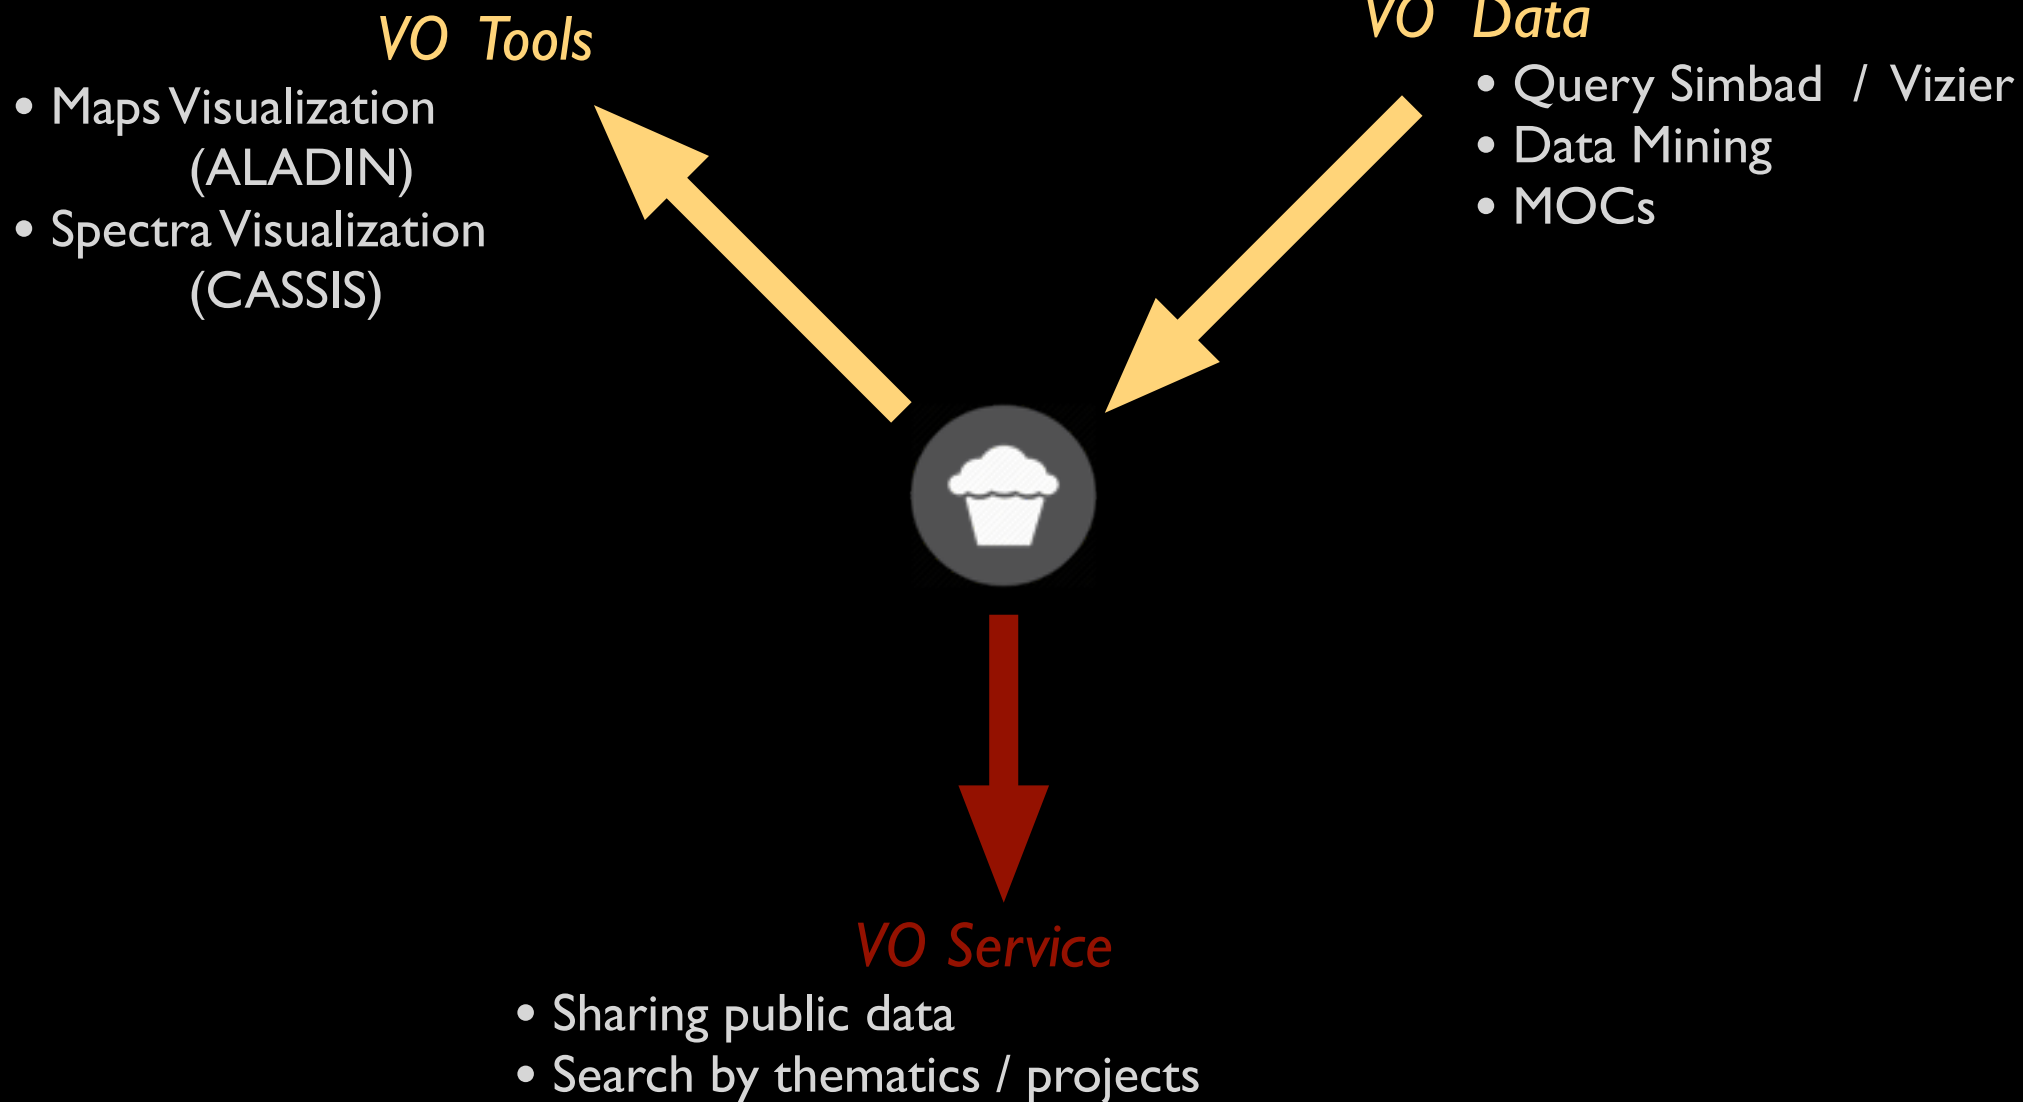 VO Tools
• Maps Visualization
(ALADIN)
• Spectra Visualization
(CASSIS)
VO Data
• Query Simbad / Vizier
• Data Mining
• MOCs
VO Service
• Sharing public data
• Search by thematics / projects